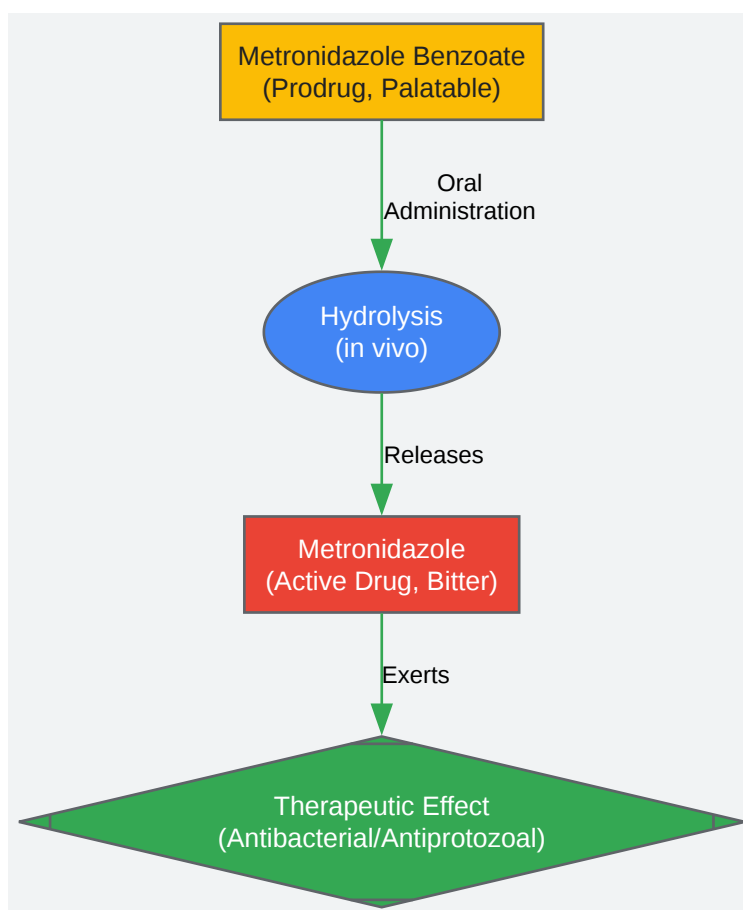 Metronidazole Benzoate
(Prodrug, Palatable)
Oral
Administration
Hydrolysis
(in vivo)
Releases
Metronidazole
(Active Drug, Bitter)
Exerts
Therapeutic Effect
(Antibacterial/Antiprotozoal)